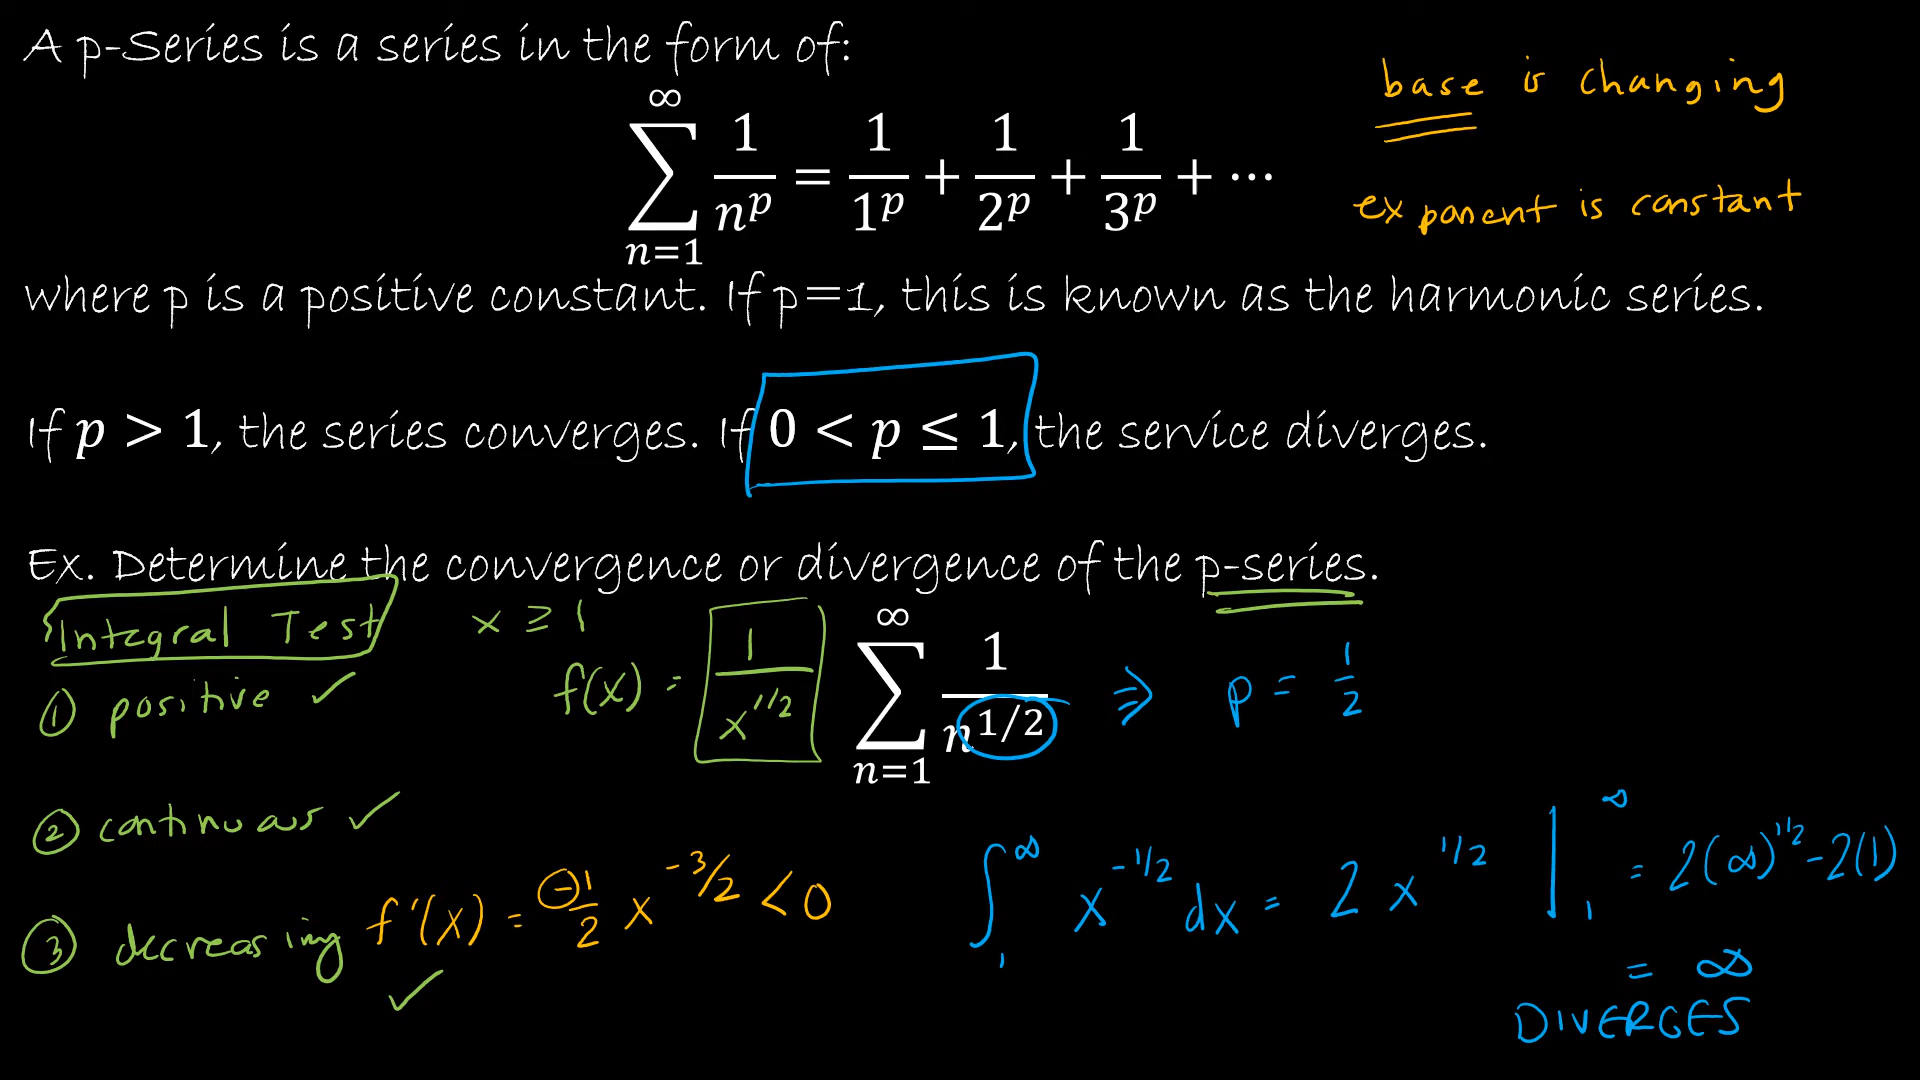 A p-Series is a series in the form of:
base is changing
∞
∑ 1/n^p = 1/1^p + 1/2^p + 1/3^p + ⋯
n=1
exponent is constant
where p is a positive constant. If p=1, this is known as the harmonic series.
If p > 1, the series converges. If 0 < p ≤ 1, the service diverges.
Ex. Determine the convergence or divergence of the p-series.
Integral Test
x ≥ 1
f(x) = 1/x^1/2
∞
∑ 1/n^1/2 ⇒ p = 1/2
n=1
① positive ✓
② continuous ✓
③ decreasing f'(x) = -1/2 x^-3/2 < 0
✓
∫₁^∞ x^-1/2 dx = 2x^1/2 |₁^∞ = 2(∞)^1/2 - 2(1)
= ∞
DIVERGES